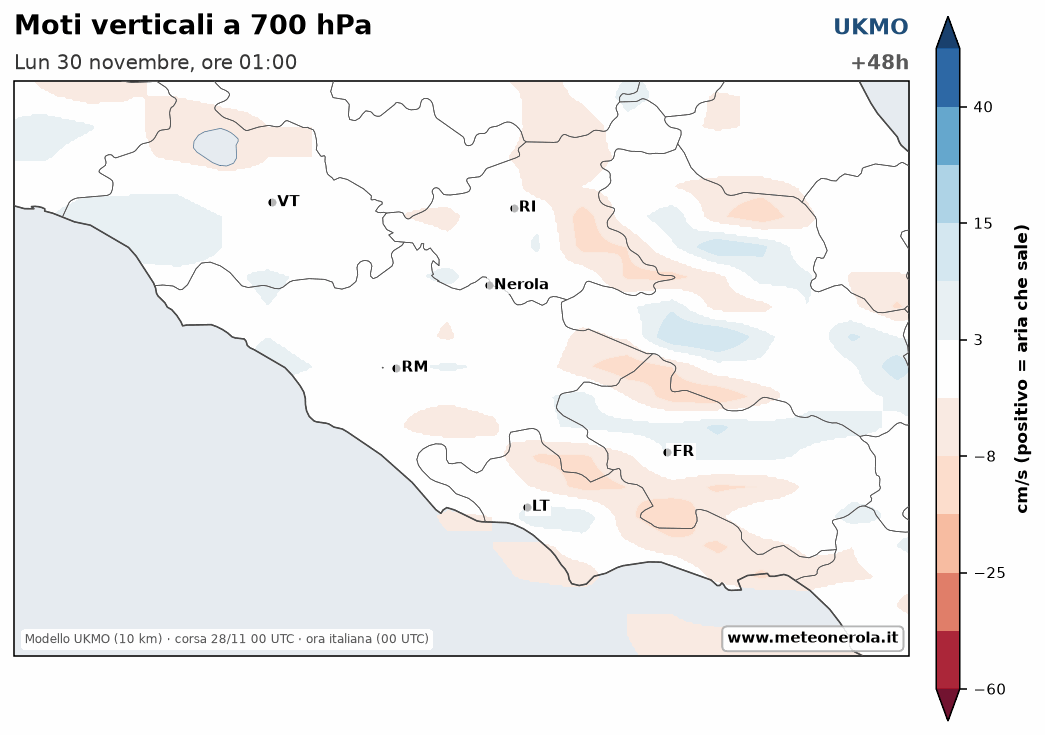 Moti verticali a 700 hPa
UKMO
Lun 30 novembre, ore 01:00
+48h
40
15
3
−8
−25
−60
cm/s (positivo = aria che sale)
VT
RI
Nerola
RM
FR
LT
Modello UKMO (10 km) · corsa 28/11 00 UTC · ora italiana (00 UTC)
www.meteonerola.it